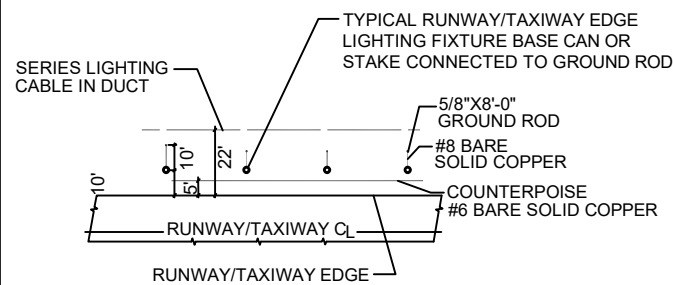 TYPICAL RUNWAY/TAXIWAY EDGE
LIGHTING FIXTURE BASE CAN OR
STAKE CONNECTED TO GROUND ROD
SERIES LIGHTING
CABLE IN DUCT
5/8"X8'-0"
GROUND ROD
#8 BARE
SOLID COPPER
10'
22'
10'
5'
COUNTERPOISE
#6 BARE SOLID COPPER
RUNWAY/TAXIWAY CL
RUNWAY/TAXIWAY EDGE